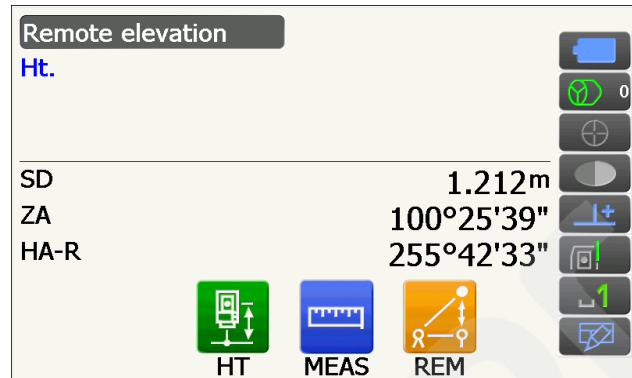 Remote elevation
Ht.
0
SD 1.212m
ZA 100°25'39"
HA-R 255°42'33"
1
HT MEAS REM